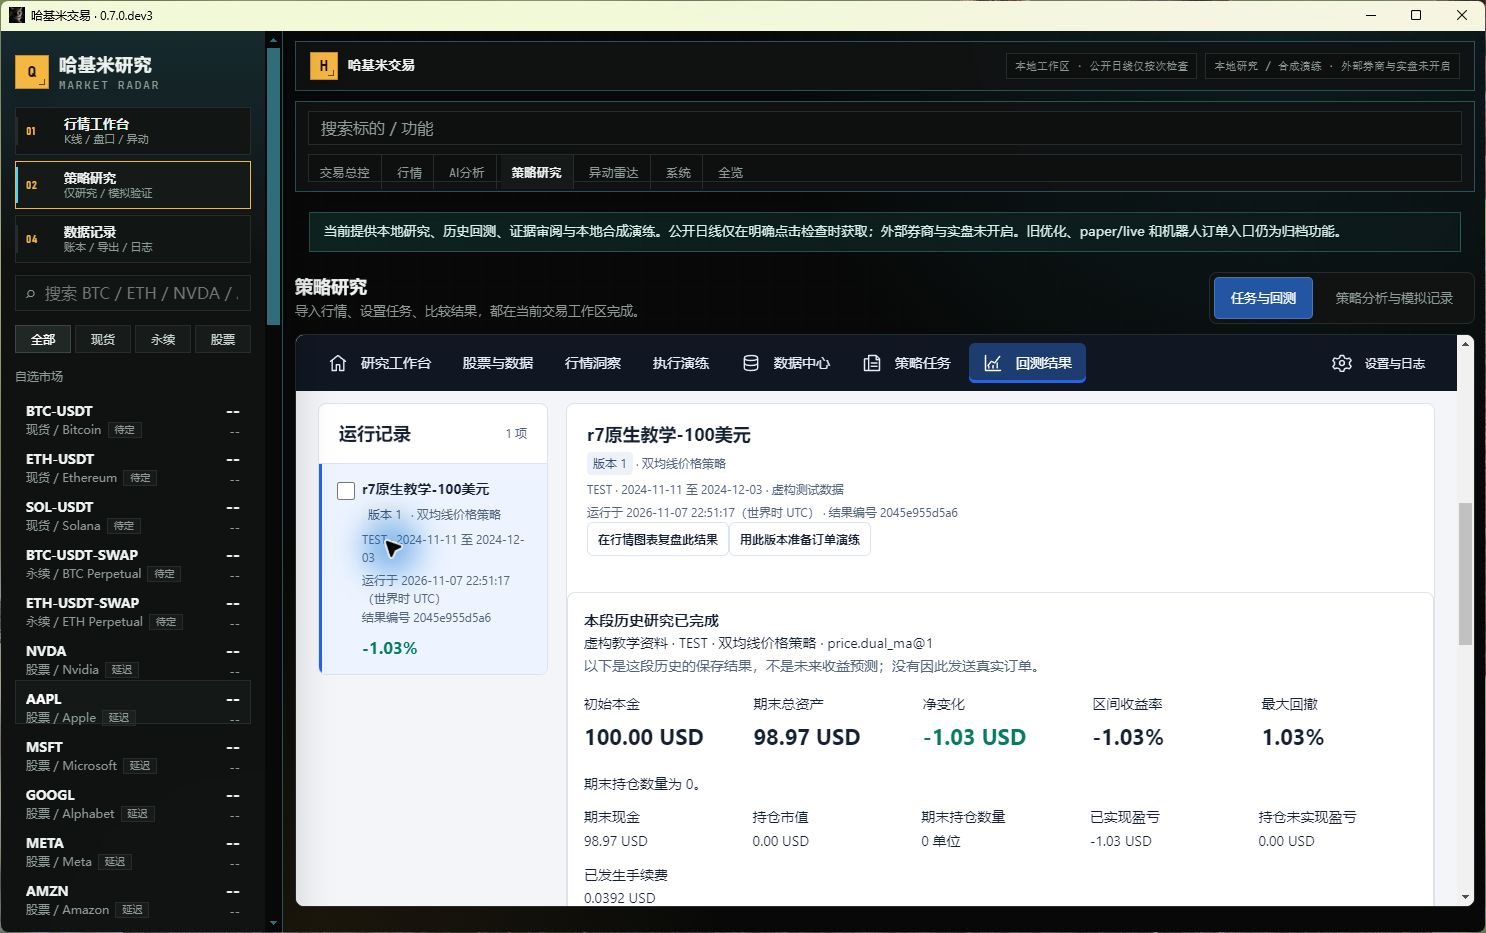 哈基米交易 · 0.7.0.dev3
Q
哈基米研究
MARKET RADAR
01
行情工作台
K线 / 盘口 / 异动
02
策略研究
仅研究 / 模拟验证
04
数据记录
账本 / 导出 / 日志
搜索 BTC / ETH / NVDA / .
全部
现货
永续
股票
自选市场
BTC-USDT --
现货 / Bitcoin 待定 --
ETH-USDT --
现货 / Ethereum 待定 --
SOL-USDT --
现货 / Solana 待定 --
BTC-USDT-SWAP --
永续 / BTC Perpetual 待定 --
ETH-USDT-SWAP --
永续 / ETH Perpetual 待定 --
NVDA --
股票 / Nvidia 延迟 --
AAPL --
股票 / Apple 延迟 --
MSFT --
股票 / Microsoft 延迟 --
GOOGL --
股票 / Alphabet 延迟 --
META --
股票 / Meta 延迟 --
AMZN --
股票 / Amazon 延迟 --
H
哈基米交易
本地工作区 · 公开日线仅按次检查
本地研究 / 合成演练 · 外部券商与实盘未开启
搜索标的 / 功能
交易总控
行情
AI分析
策略研究
异动雷达
系统
全览
当前提供本地研究、历史回测、证据审阅与本地合成演练。公开日线仅在明确点击检查时获取；外部券商与实盘未开启。旧优化、paper/live 和机器人订单入口仍为归档功能。
策略研究
导入行情、设置任务、比较结果，都在当前交易工作区完成。
任务与回测
策略分析与模拟记录
研究工作台
股票与数据
行情洞察
执行演练
数据中心
策略任务
回测结果
设置与日志
运行记录
1 项
r7原生教学-100美元
版本 1 · 双均线价格策略
TEST · 2024-11-11 至 2024-12-
03
运行于 2026-11-07 22:51:17
（世界时 UTC）
结果编号 2045e955d5a6
-1.03%
r7原生教学-100美元
版本 1 · 双均线价格策略
TEST · 2024-11-11 至 2024-12-03 · 虚构测试数据
运行于 2026-11-07 22:51:17（世界时 UTC） · 结果编号 2045e955d5a6
在行情图表复盘此结果
用此版本准备订单演练
本段历史研究已完成
虚构教学资料 · TEST · 双均线价格策略 · price.dual_ma@1
以下是这段历史的保存结果，不是未来收益预测；没有因此发送真实订单。
初始本金
100.00 USD
期末总资产
98.97 USD
净变化
-1.03 USD
区间收益率
-1.03%
最大回撤
1.03%
期末持仓数量为 0。
期末现金
98.97 USD
持仓市值
0.00 USD
期末持仓数量
0 单位
已实现盈亏
-1.03 USD
持仓未实现盈亏
0.00 USD
已发生手续费
0.0392 USD